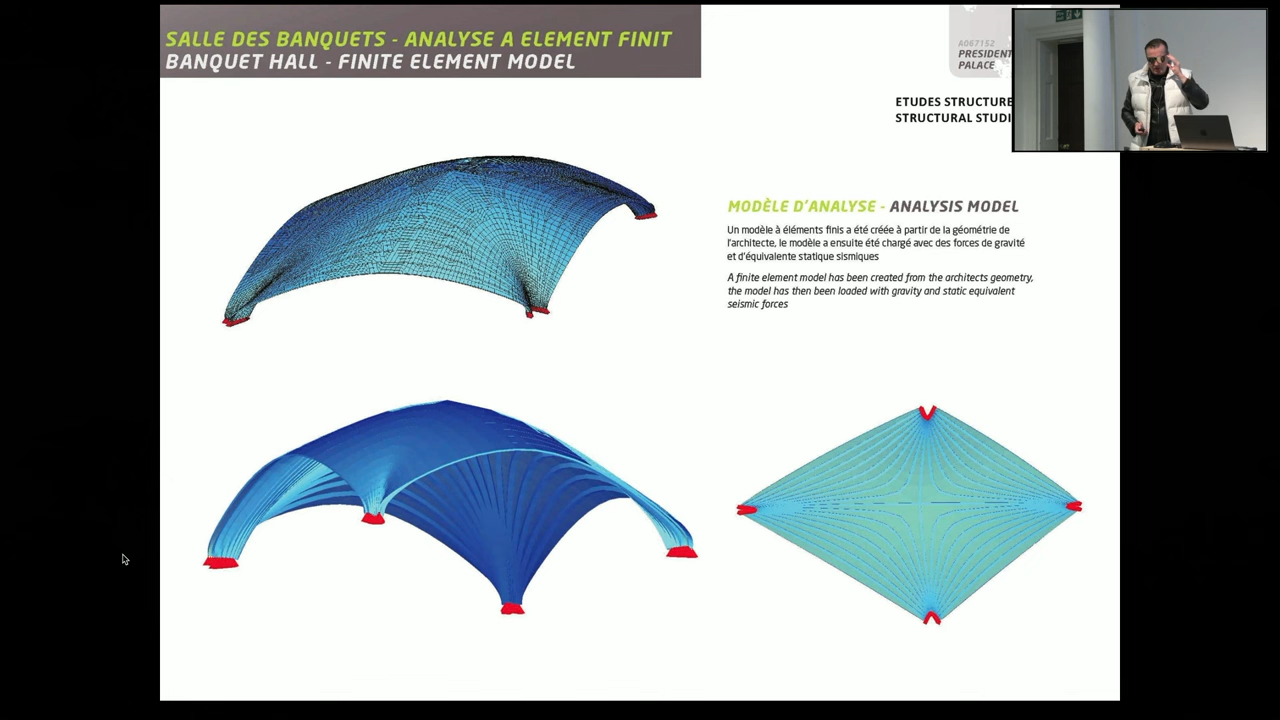 SALLE DES BANQUETS - ANALYSE A ELEMENT FINIT
BANQUET HALL - FINITE ELEMENT MODEL
A067152
PRESIDENT
PALACE
ETUDES STRUCTURE
STRUCTURAL STUDI
MODÈLE D'ANALYSE - ANALYSIS MODEL
Un modèle à éléments finis a été créée à partir de la géométrie de
l'architecte, le modèle a ensuite été chargé avec des forces de gravité
et d'équivalente statique sismiques
A finite element model has been created from the architects geometry,
the model has then been loaded with gravity and static equivalent
seismic forces